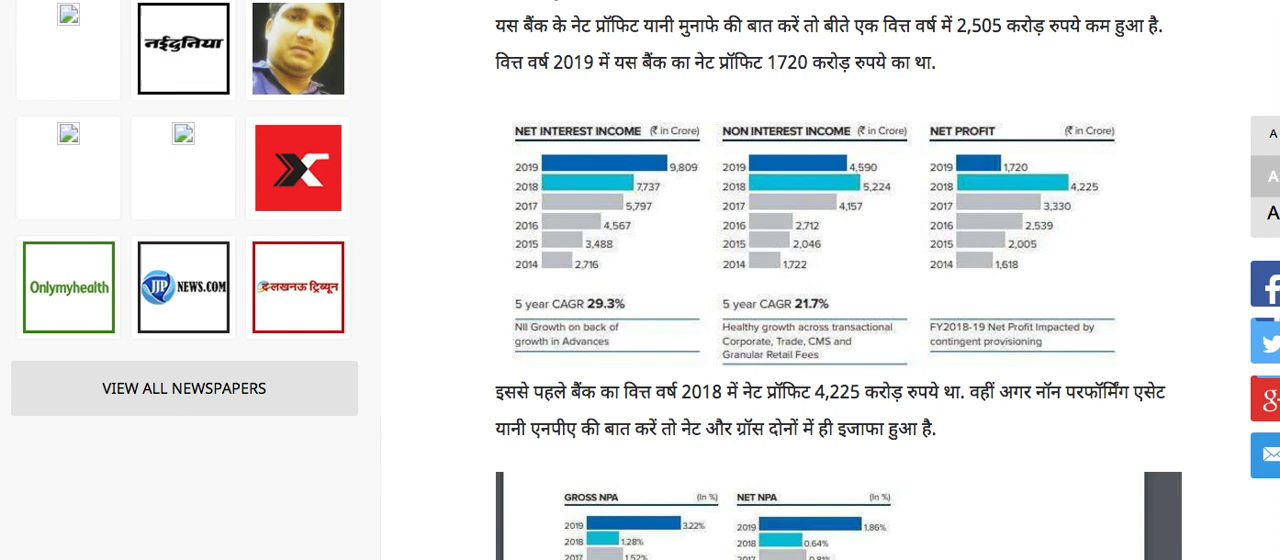 नईदुनिया
Onlymyhealth
JJP NEWS.COM
द-लखनऊ ट्रिब्यून
VIEW ALL NEWSPAPERS
यस बैंक के नेट प्रॉफिट यानी मुनाफे की बात करें तो बीते एक वित्त वर्ष में 2,505 करोड़ रुपये कम हुआ है.
वित्त वर्ष 2019 में यस बैंक का नेट प्रॉफिट 1720 करोड़ रुपये का था.
NET INTEREST INCOME (₹ in Crore)
2019 9,809
2018 7,737
2017 5,797
2016 4,567
2015 3,488
2014 2,716
5 year CAGR 29.3%
NII Growth on back of
growth in Advances
NON INTEREST INCOME (₹ in Crore)
2019 4,590
2018 5,224
2017 4,157
2016 2,712
2015 2,046
2014 1,722
5 year CAGR 21.7%
Healthy growth across transactional
Corporate, Trade, CMS and
Granular Retail Fees
NET PROFIT (₹ in Crore)
2019 1,720
2018 4,225
2017 3,330
2016 2,539
2015 2,005
2014 1,618
FY2018-19 Net Profit Impacted by
contingent provisioning
इससे पहले बैंक का वित्त वर्ष 2018 में नेट प्रॉफिट 4,225 करोड़ रुपये था. वहीं अगर नॉन परफॉर्मिंग एसेट
यानी एनपीए की बात करें तो नेट और ग्रॉस दोनों में ही इजाफा हुआ है.
GROSS NPA (In %)
2019 3.22%
2018 1.28%
2017 1.52%
NET NPA (In %)
2019 1.86%
2018 0.64%
2017 0.81%
A
A
A